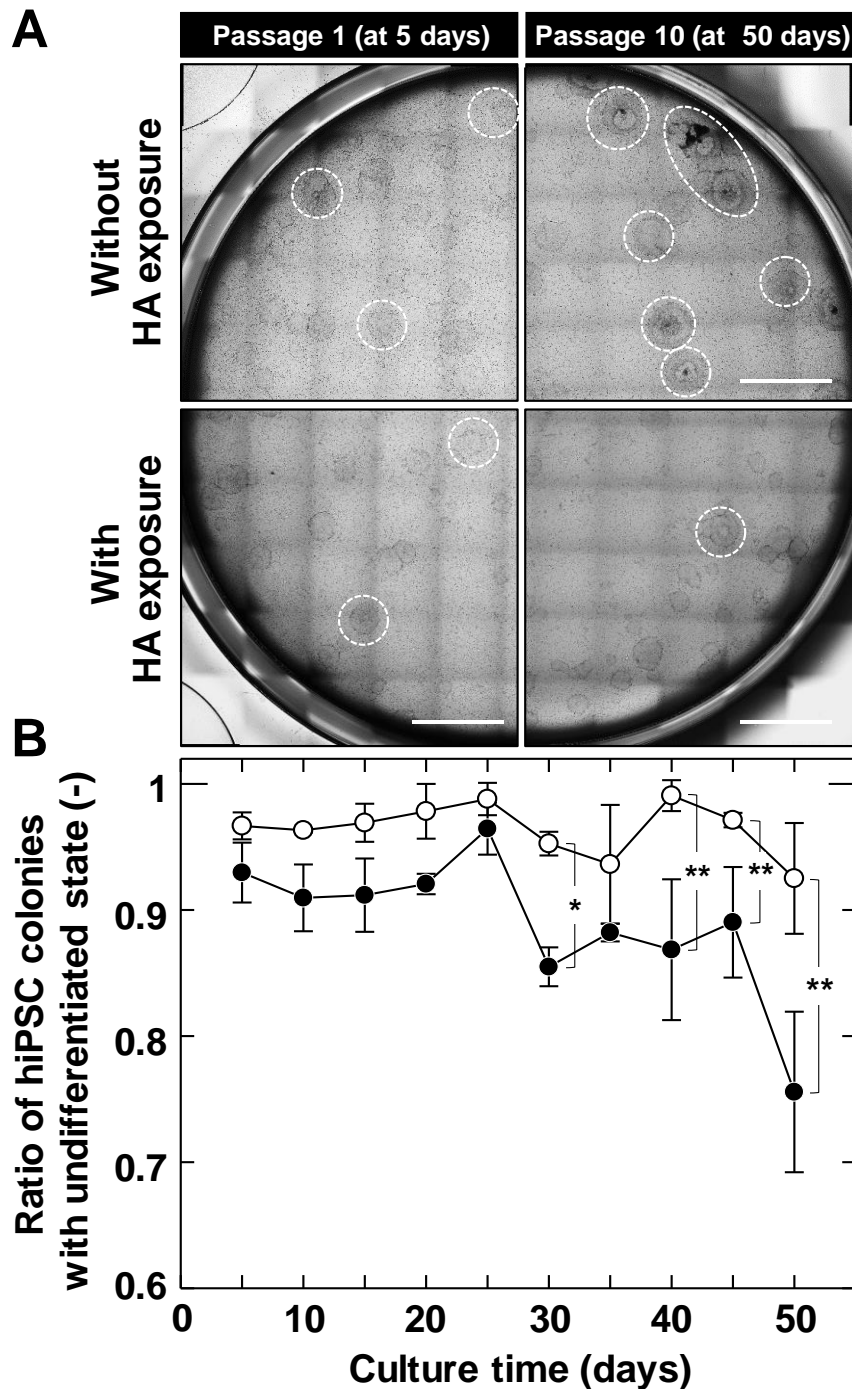 A
Passage 1 (at 5 days)
Passage 10 (at 50 days)
Without
HA exposure
With
HA exposure
B
Ratio of hiPSC colonies
with undifferentiated state (-)
1
0.9
0.8
0.7
0.6
*
**
**
**
0
10
20
30
40
50
Culture time (days)